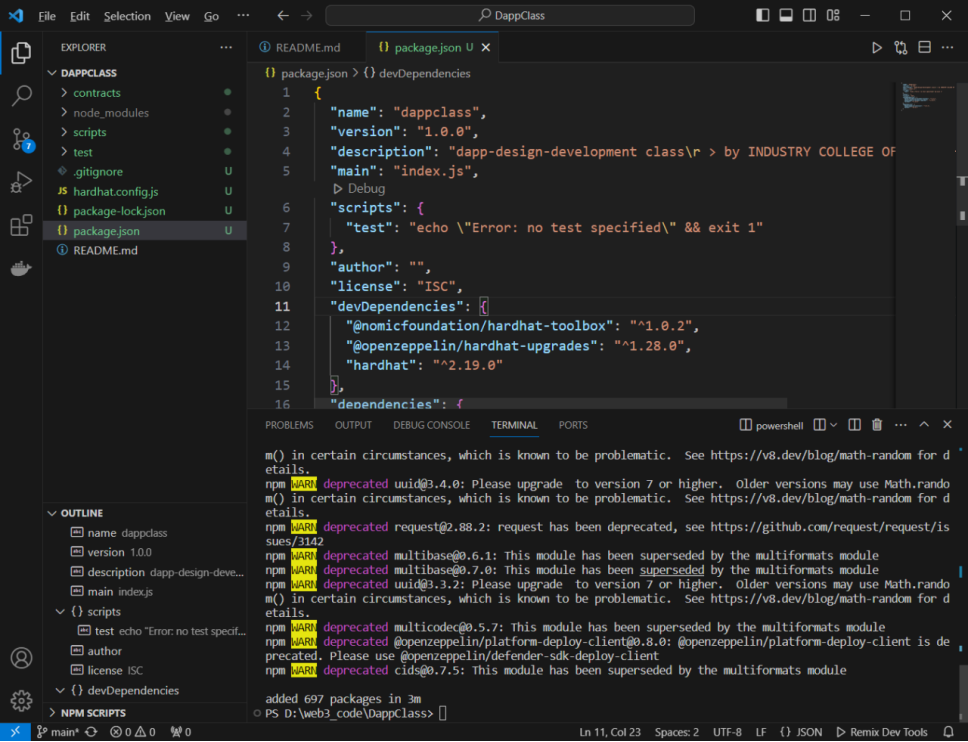 File Edit Selection View Go ··· DappClass
EXPLORER ···
DAPPCLASS
contracts
node_modules
scripts
test
.gitignore U
JS hardhat.config.js U
{} package-lock.json U
{} package.json U
README.md
7
OUTLINE
name dappclass
version 1.0.0
description dapp-design-deve...
main index.js
{} scripts
test echo "Error: no test specif...
author
license ISC
{} devDependencies
NPM SCRIPTS
README.md {} package.json U
{} package.json > {} devDependencies
1 {
2 "name": "dappclass",
3 "version": "1.0.0",
4 "description": "dapp-design-development class\r > by INDUSTRY COLLEGE OF
5 "main": "index.js",
Debug
6 "scripts": {
7 "test": "echo \"Error: no test specified\" && exit 1"
8 },
9 "author": "",
10 "license": "ISC",
11 "devDependencies": {
12 "@nomicfoundation/hardhat-toolbox": "^1.0.2",
13 "@openzeppelin/hardhat-upgrades": "^1.28.0",
14 "hardhat": "^2.19.0"
15 },
16 "dependencies": {
PROBLEMS OUTPUT DEBUG CONSOLE TERMINAL PORTS powershell ···
m() in certain circumstances, which is known to be problematic. See https://v8.dev/blog/math-random for d
etails.
npm WARN deprecated uuid@3.4.0: Please upgrade to version 7 or higher. Older versions may use Math.rando
m() in certain circumstances, which is known to be problematic. See https://v8.dev/blog/math-random for d
etails.
npm WARN deprecated request@2.88.2: request has been deprecated, see https://github.com/request/request/is
sues/3142
npm WARN deprecated multibase@0.6.1: This module has been superseded by the multiformats module
npm WARN deprecated multibase@0.7.0: This module has been superseded by the multiformats module
npm WARN deprecated uuid@3.3.2: Please upgrade to version 7 or higher. Older versions may use Math.rando
m() in certain circumstances, which is known to be problematic. See https://v8.dev/blog/math-random for d
etails.
npm WARN deprecated multicodec@0.5.7: This module has been superseded by the multiformats module
npm WARN deprecated @openzeppelin/platform-deploy-client@0.8.0: @openzeppelin/platform-deploy-client is de
precated. Please use @openzeppelin/defender-sdk-deploy-client
npm WARN deprecated cids@0.7.5: This module has been superseded by the multiformats module
added 697 packages in 3m
PS D:\web3_code\DappClass>
main* 0 0 0 Ln 11, Col 23 Spaces: 2 UTF-8 LF {} JSON Remix Dev Tools